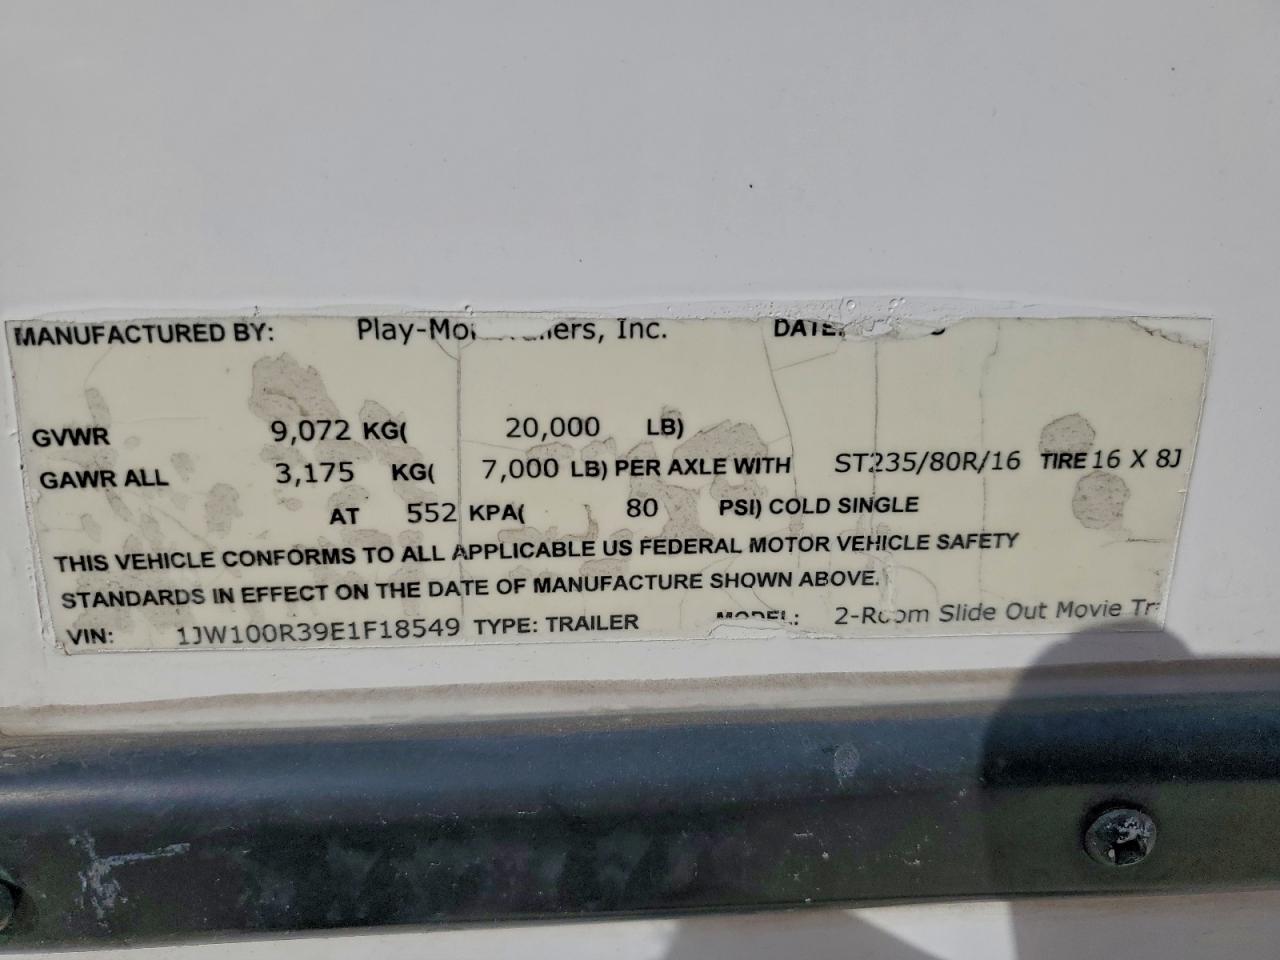 MANUFACTURED BY: Play-Mor Trailers, Inc. DATE:
GVWR 9,072 KG( 20,000 LB)
GAWR ALL 3,175 KG( 7,000 LB) PER AXLE WITH ST235/80R/16 TIRE 16 X 8J
AT 552 KPA( 80 PSI) COLD SINGLE
THIS VEHICLE CONFORMS TO ALL APPLICABLE US FEDERAL MOTOR VEHICLE SAFETY
STANDARDS IN EFFECT ON THE DATE OF MANUFACTURE SHOWN ABOVE.
VIN: 1JW100R39E1F18549 TYPE: TRAILER MODEL: 2-Room Slide Out Movie